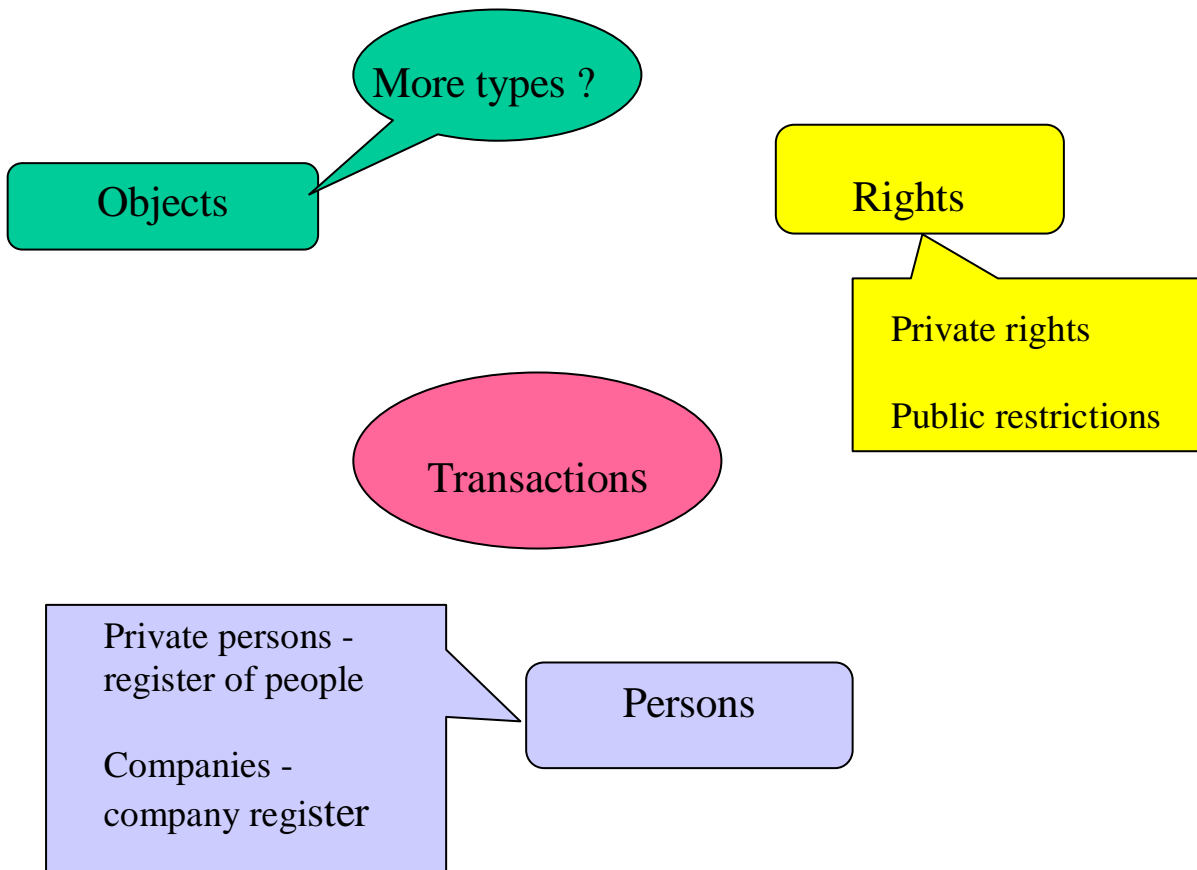 More types ?
Objects
Rights
Private rights
Public restrictions
Transactions
Private persons -
register of people
Companies -
company register
Persons